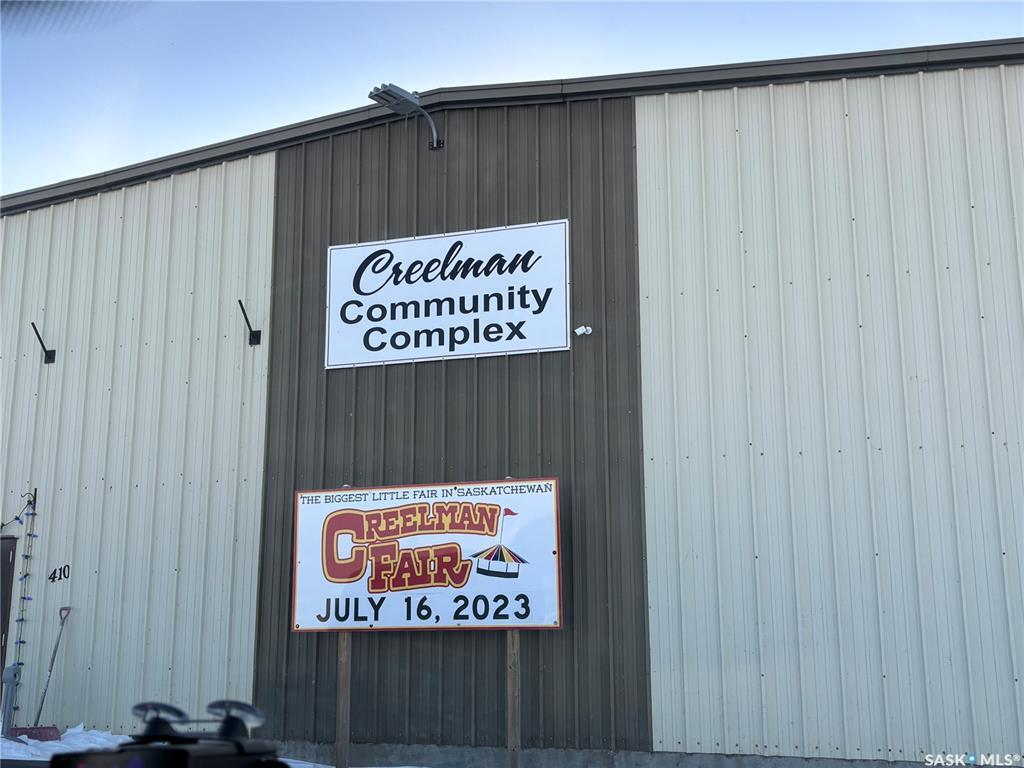 Creelman
Community
Complex
THE BIGGEST LITTLE FAIR IN SASKATCHEWAN
CREELMAN
FAIR
JULY 16, 2023
410
SASK MLS®